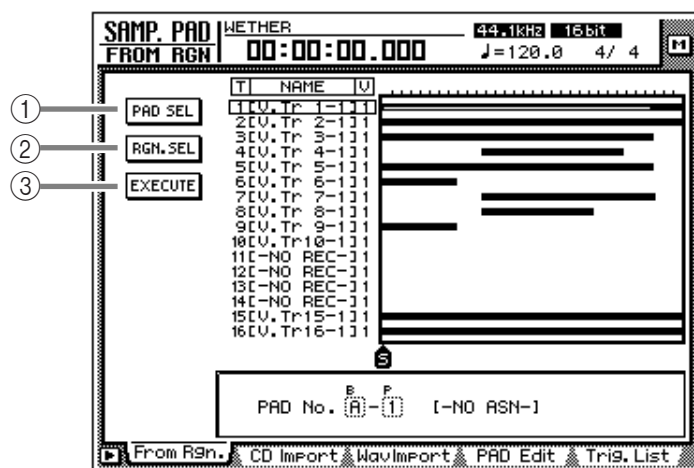 SAMP. PAD
FROM RGN
WETHER
00:00:00.000
44.1kHz 16bit
♩=120.0 4/ 4
M
T NAME V
① PAD SEL
② RGN.SEL
③ EXECUTE
1[V.Tr 1-1]1
2[V.Tr 2-1]1
3[V.Tr 3-1]1
4[V.Tr 4-1]1
5[V.Tr 5-1]1
6[V.Tr 6-1]1
7[V.Tr 7-1]1
8[V.Tr 8-1]1
9[V.Tr 9-1]1
10[V.Tr10-1]1
11[-NO REC-]1
12[-NO REC-]1
13[-NO REC-]1
14[-NO REC-]1
15[V.Tr15-1]1
16[V.Tr16-1]1
S
B P
PAD No. A-1 [-NO ASN-]
From Rgn. CD Import WavImport PAD Edit Trig.List